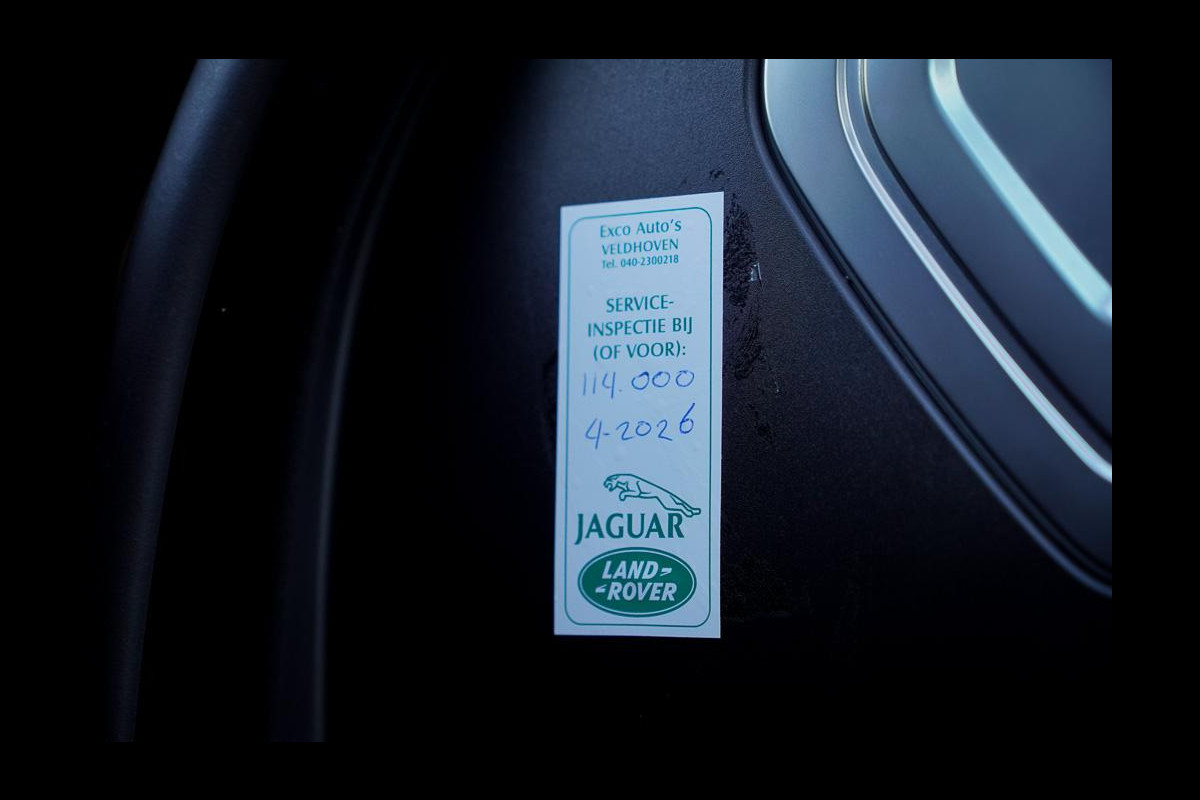 Exco Auto's
VELDHOVEN
Tel. 040-2300218
SERVICE-
INSPECTIE BIJ
(OF VOOR):
114.000
4-2026
JAGUAR
LAND-
-ROVER